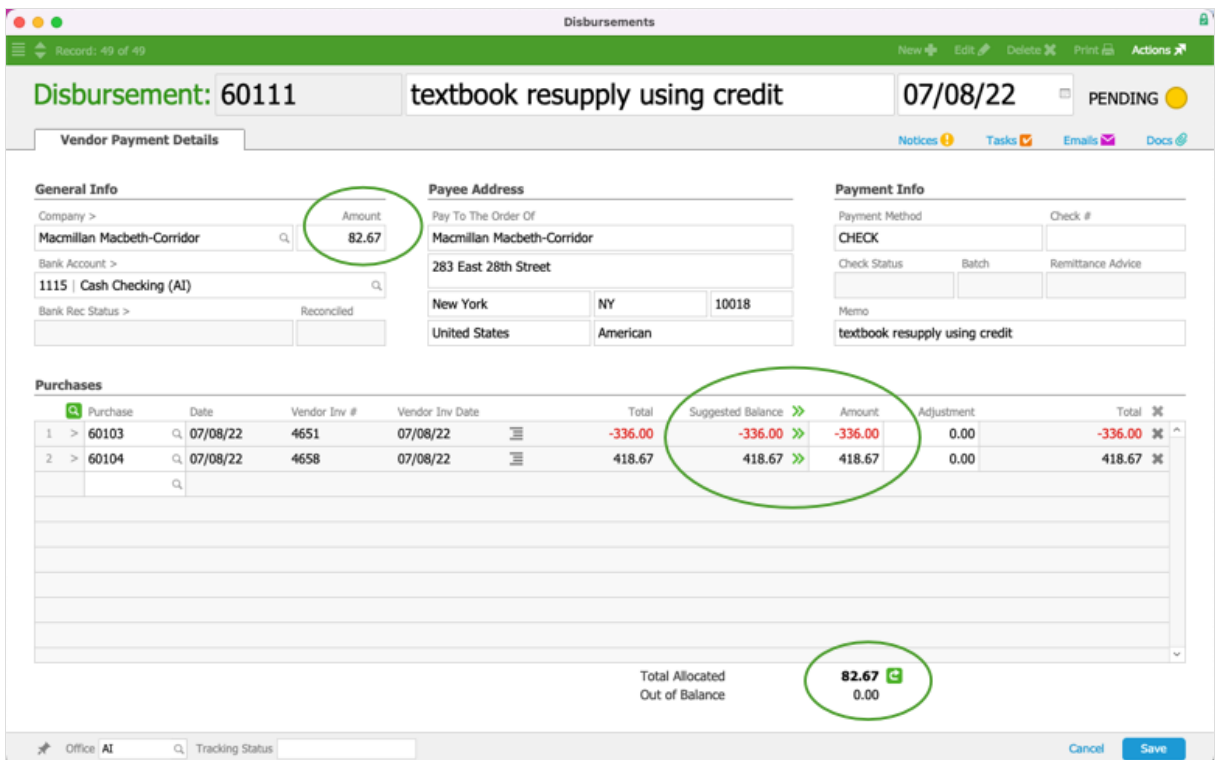 Disbursements
Record: 49 of 49 New Edit Delete Print Actions
Disbursement: 60111 textbook resupply using credit 07/08/22 PENDING
Vendor Payment Details Notices Tasks Emails Docs
General Info Payee Address Payment Info
Company > Amount Pay To The Order Of Payment Method Check #
Macmillan Macbeth-Corridor 82.67 Macmillan Macbeth-Corridor CHECK
Bank Account > 283 East 28th Street Check Status Batch Remittance Advice
1115 | Cash Checking (AI)
Bank Rec Status > Reconciled New York NY 10018 Memo
United States American textbook resupply using credit
Purchases
Purchase Date Vendor Inv # Vendor Inv Date Total Suggested Balance Amount Adjustment Total
1 > 60103 07/08/22 4651 07/08/22 -336.00 -336.00 -336.00 0.00 -336.00
2 > 60104 07/08/22 4658 07/08/22 418.67 418.67 418.67 0.00 418.67
Total Allocated 82.67
Out of Balance 0.00
Office AI Tracking Status Cancel Save